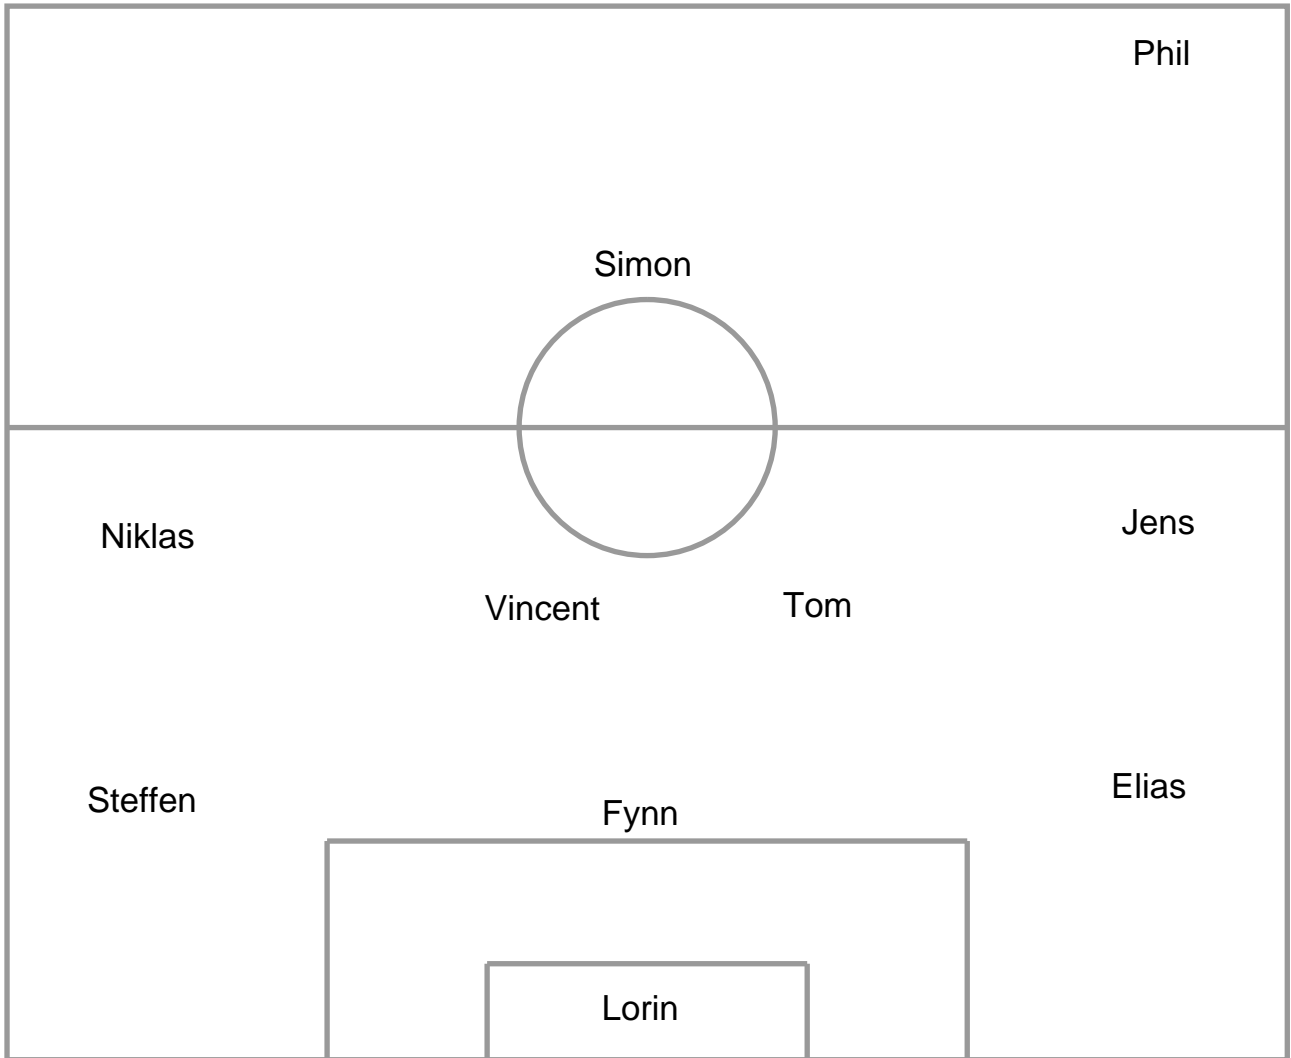 Phil
Simon
Niklas
Jens
Vincent
Tom
Steffen
Elias
Fynn
Lorin